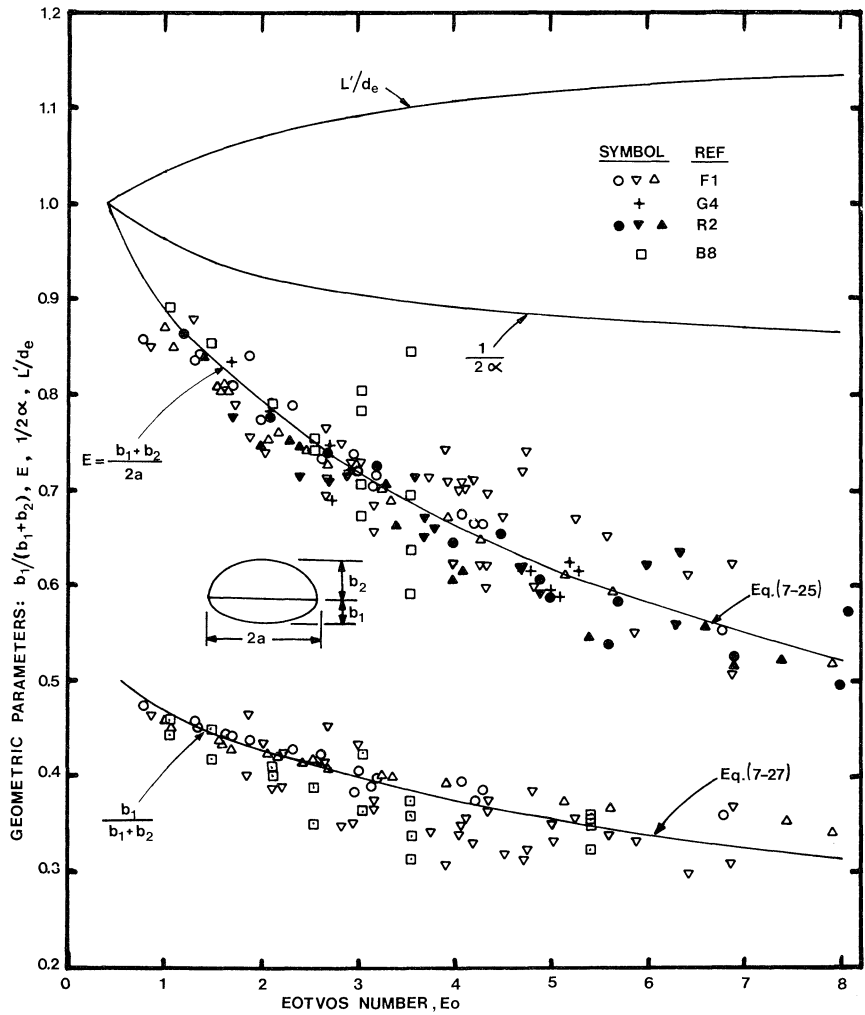 1.2
1.1
1.0
0.9
0.8
0.7
0.6
0.5
0.4
0.3
0.2
GEOMETRIC PARAMETERS: b₁/(b₁+b₂), E, 1/2α, L'/dₑ
L'/dₑ
SYMBOL REF
F1
G4
R2
B8
1
2α
E = b₁+b₂
2a
b₂
b₁
2a
Eq.(7-25)
Eq.(7-27)
b₁
b₁+b₂
0 1 2 3 4 5 6 7 8
EOTVOS NUMBER, Eo